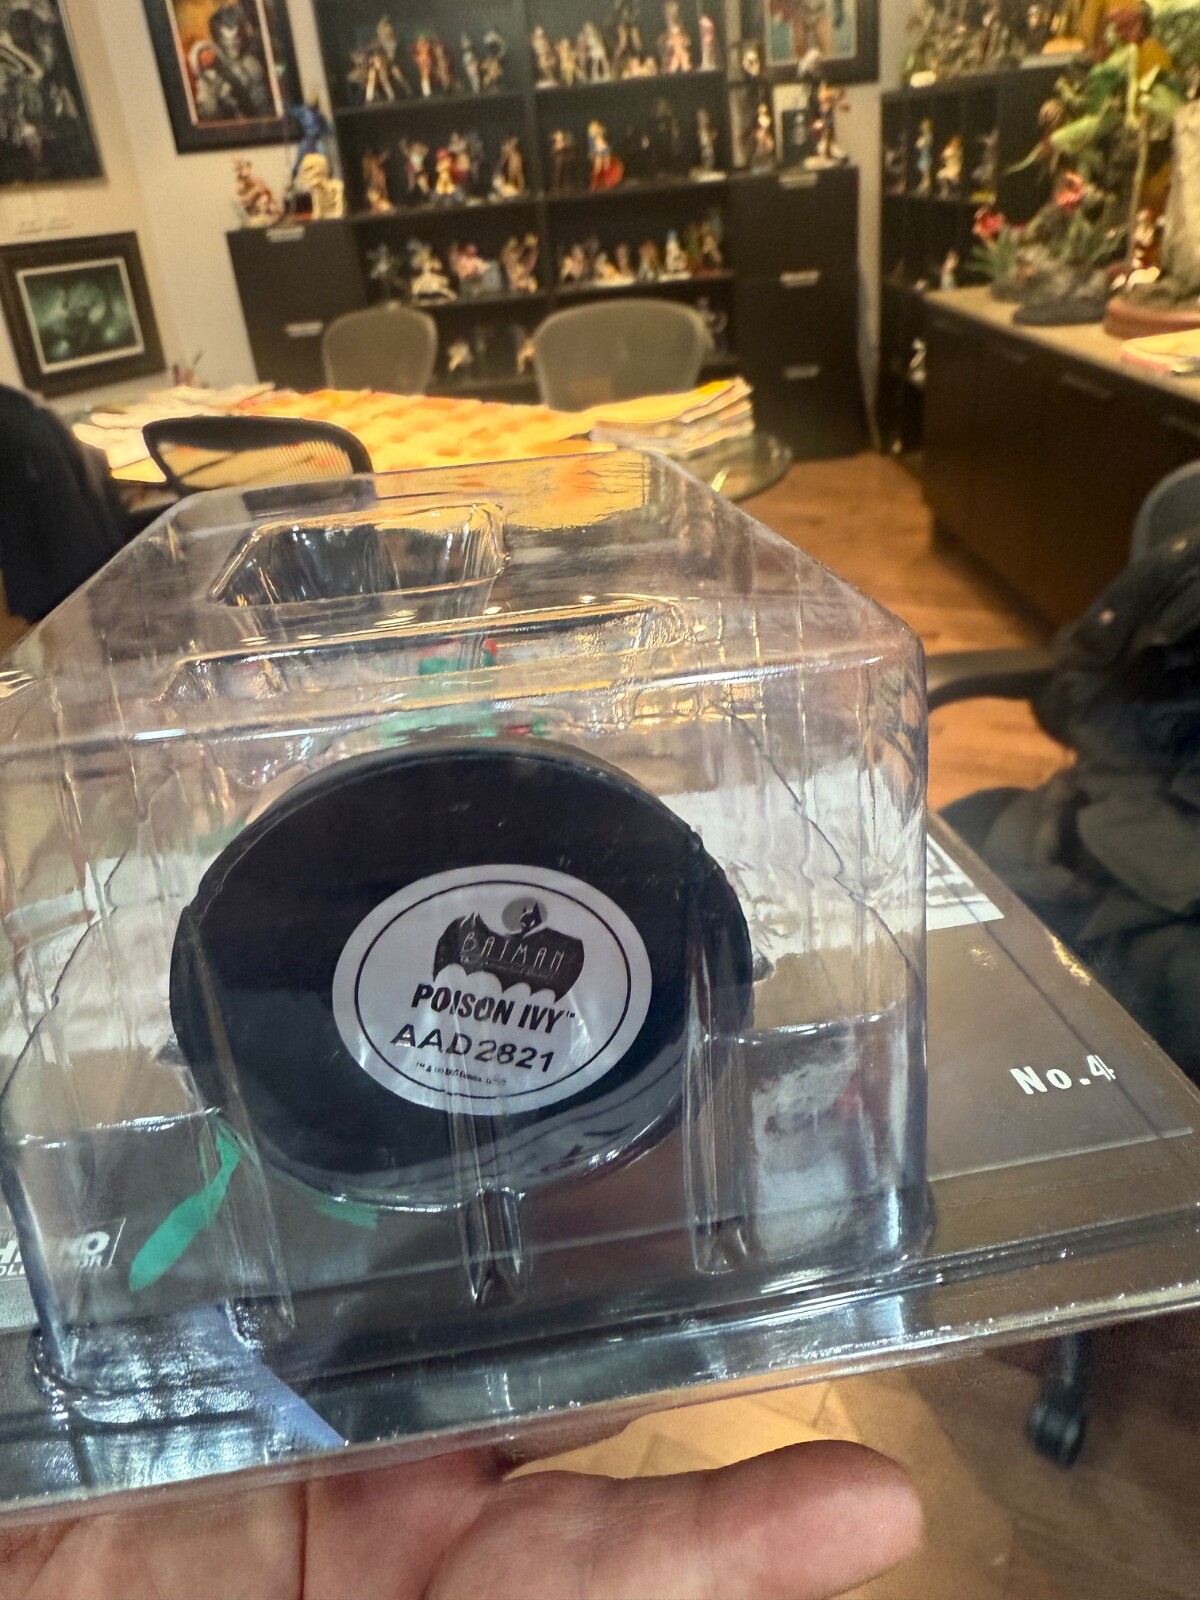 BATMAN
POISON IVY™
AAD2821
No.4